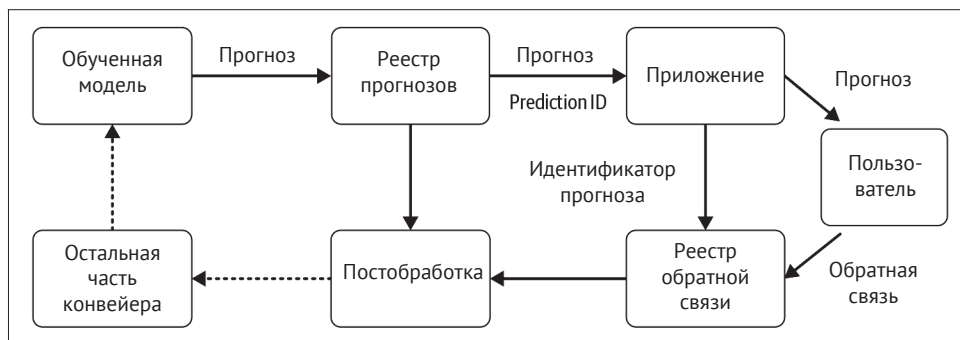 Обученная
модель
Прогноз
Реестр
прогнозов
Прогноз
Prediction ID
Приложение
Прогноз
Пользо-
ватель
Идентификатор
прогноза
Остальная
часть
конвейера
Постобработка
Реестр
обратной
связи
Обратная
связь